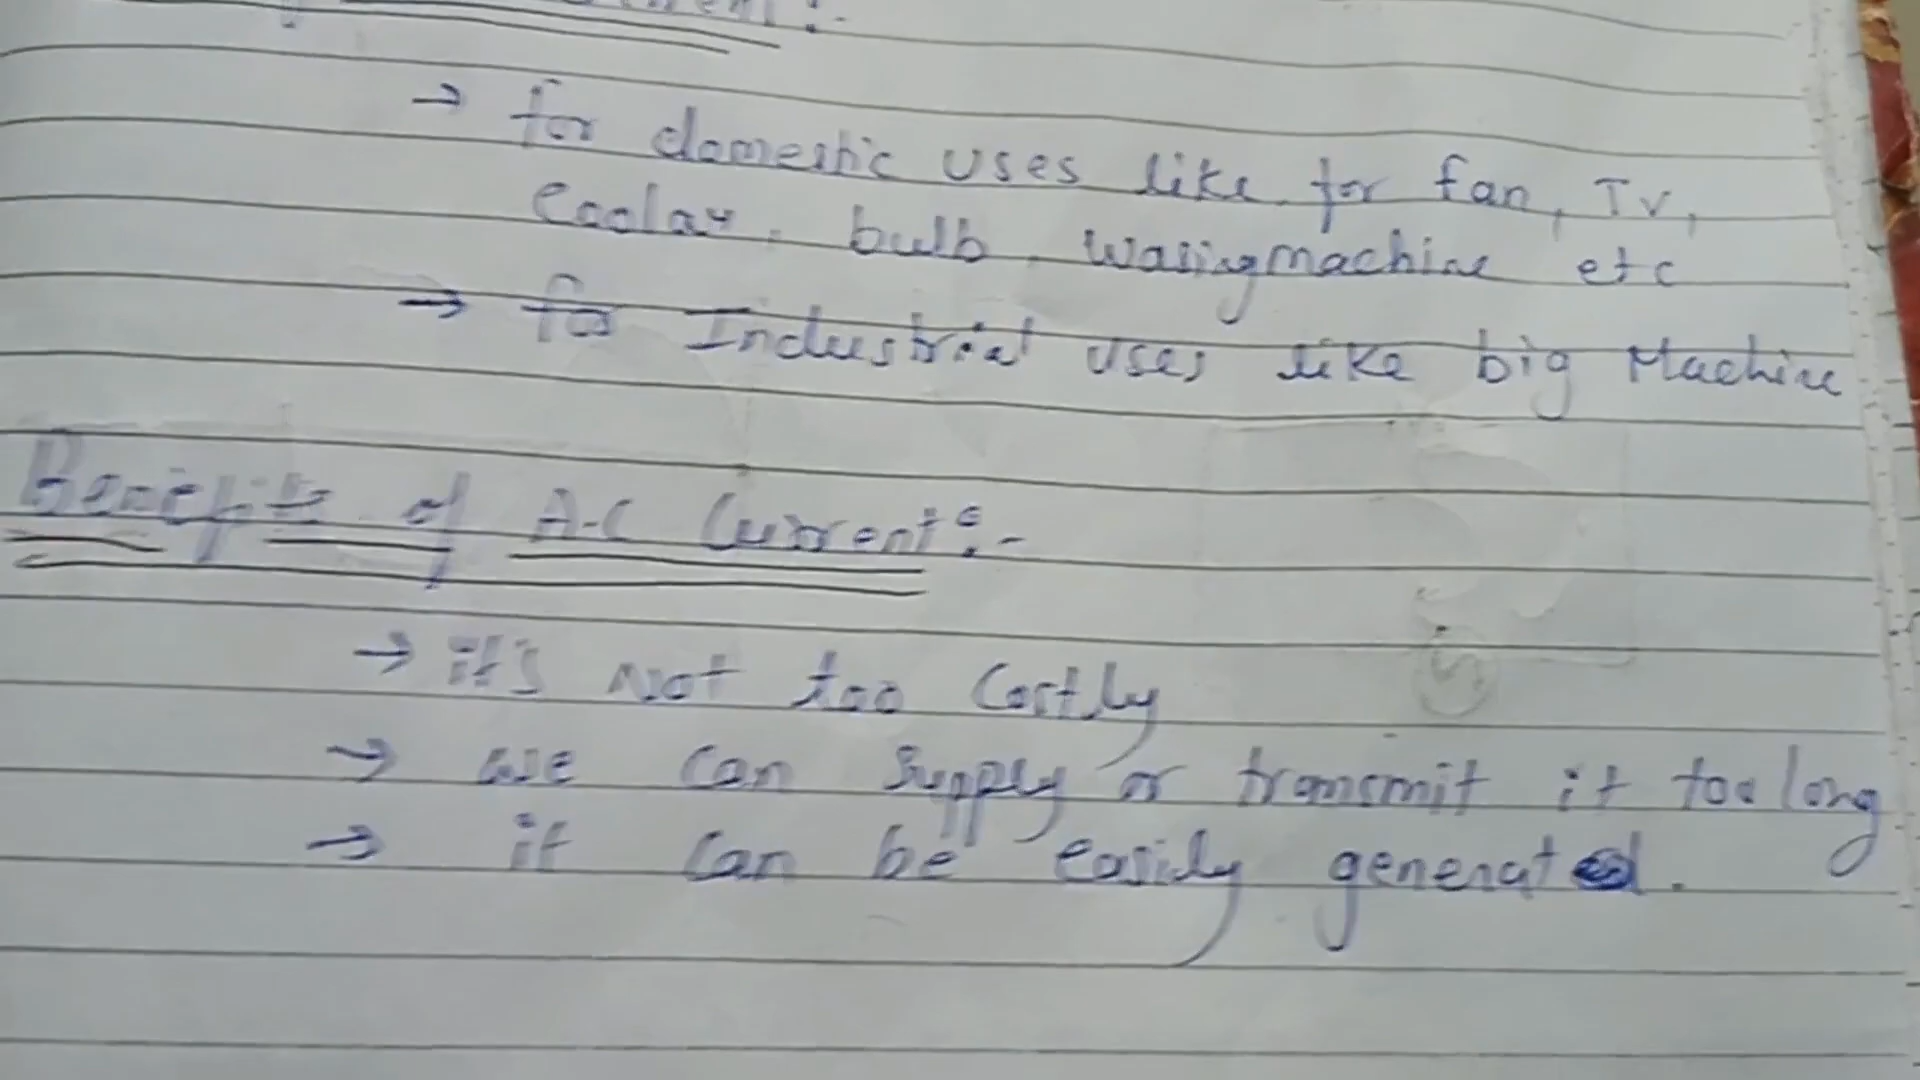 → for domestic uses like for fan, TV,
Coolar, bulb, wasingmachine etc
→ for Industrial uses like big Machine
Benefits of A.C Current :-
→ it's Not too Costly
→ we can supply or transmit it too long
→ it can be easily generated.